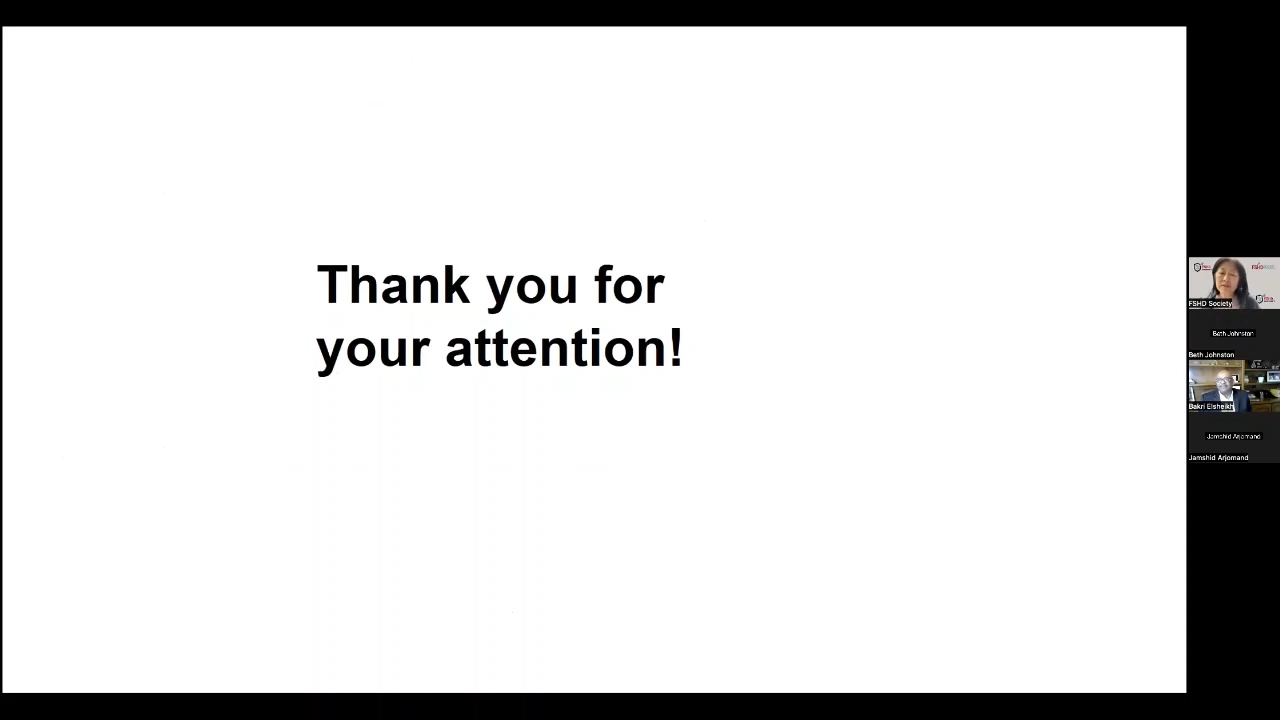 Thank you for
your attention!
FSHD Society
Beth Johnston
Beth Johnston
Bakri Elsheikh
Jamshid Arjomand
Jamshid Arjomand